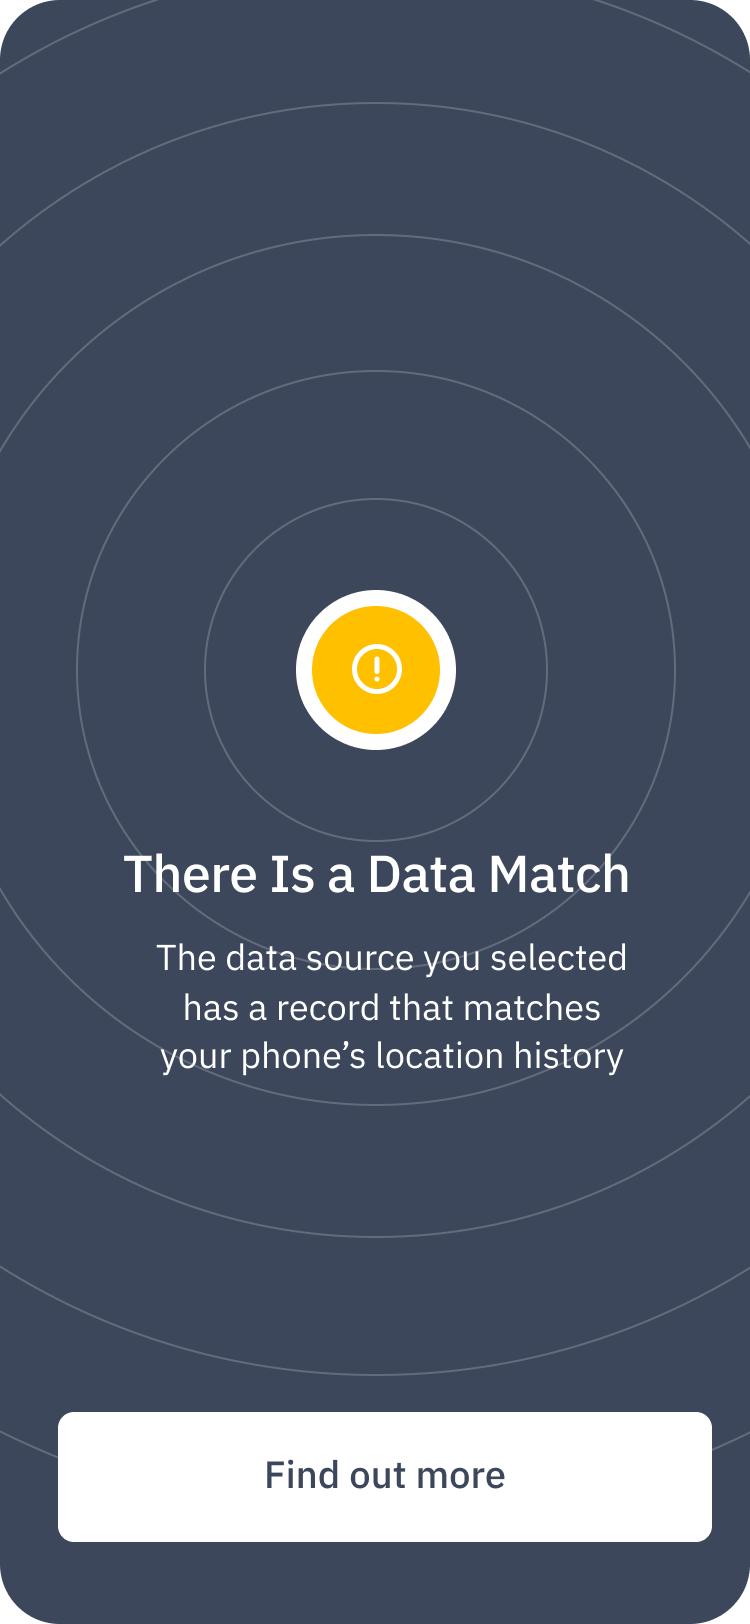 There Is a Data Match
The data source you selected
has a record that matches
your phone’s location history
Find out more